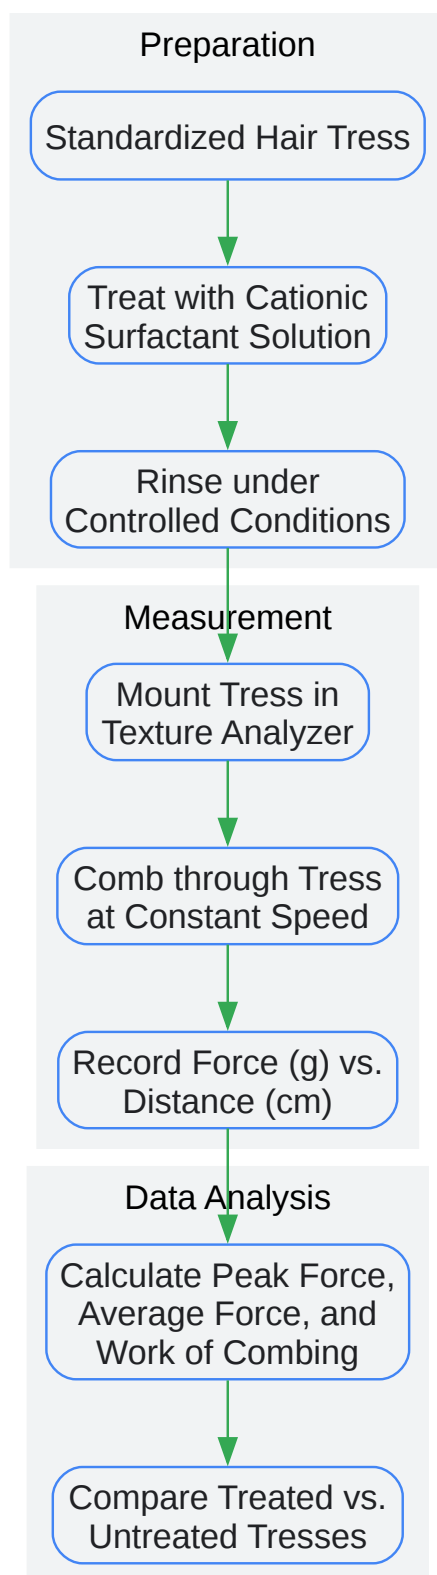 Preparation
Standardized Hair Tress
Treat with Cationic
Surfactant Solution
Rinse under
Controlled Conditions
Measurement
Mount Tress in
Texture Analyzer
Comb through Tress
at Constant Speed
Record Force (g) vs.
Distance (cm)
Data Analysis
Calculate Peak Force,
Average Force, and
Work of Combing
Compare Treated vs.
Untreated Tresses